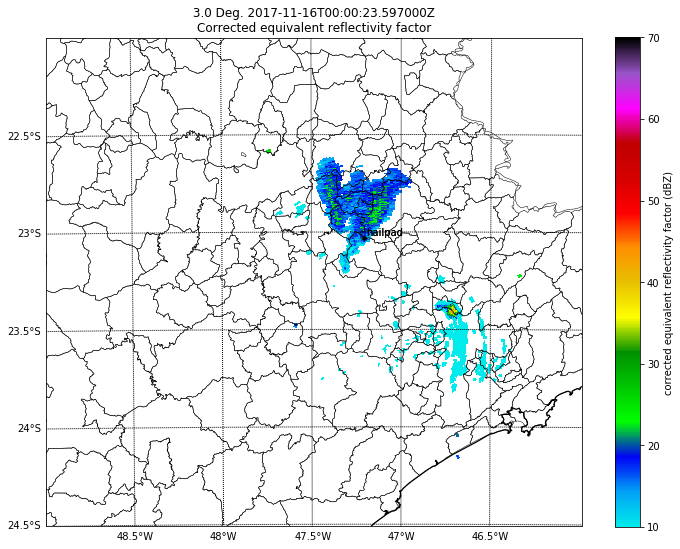 3.0 Deg. 2017-11-16T00:00:23.597000Z
Corrected equivalent reflectivity factor
22.5°S
23°S
23.5°S
24°S
24.5°S
48.5°W
48°W
47.5°W
47°W
46.5°W
hailpad
70
60
50
40
30
20
10
corrected equivalent reflectivity factor (dBZ)